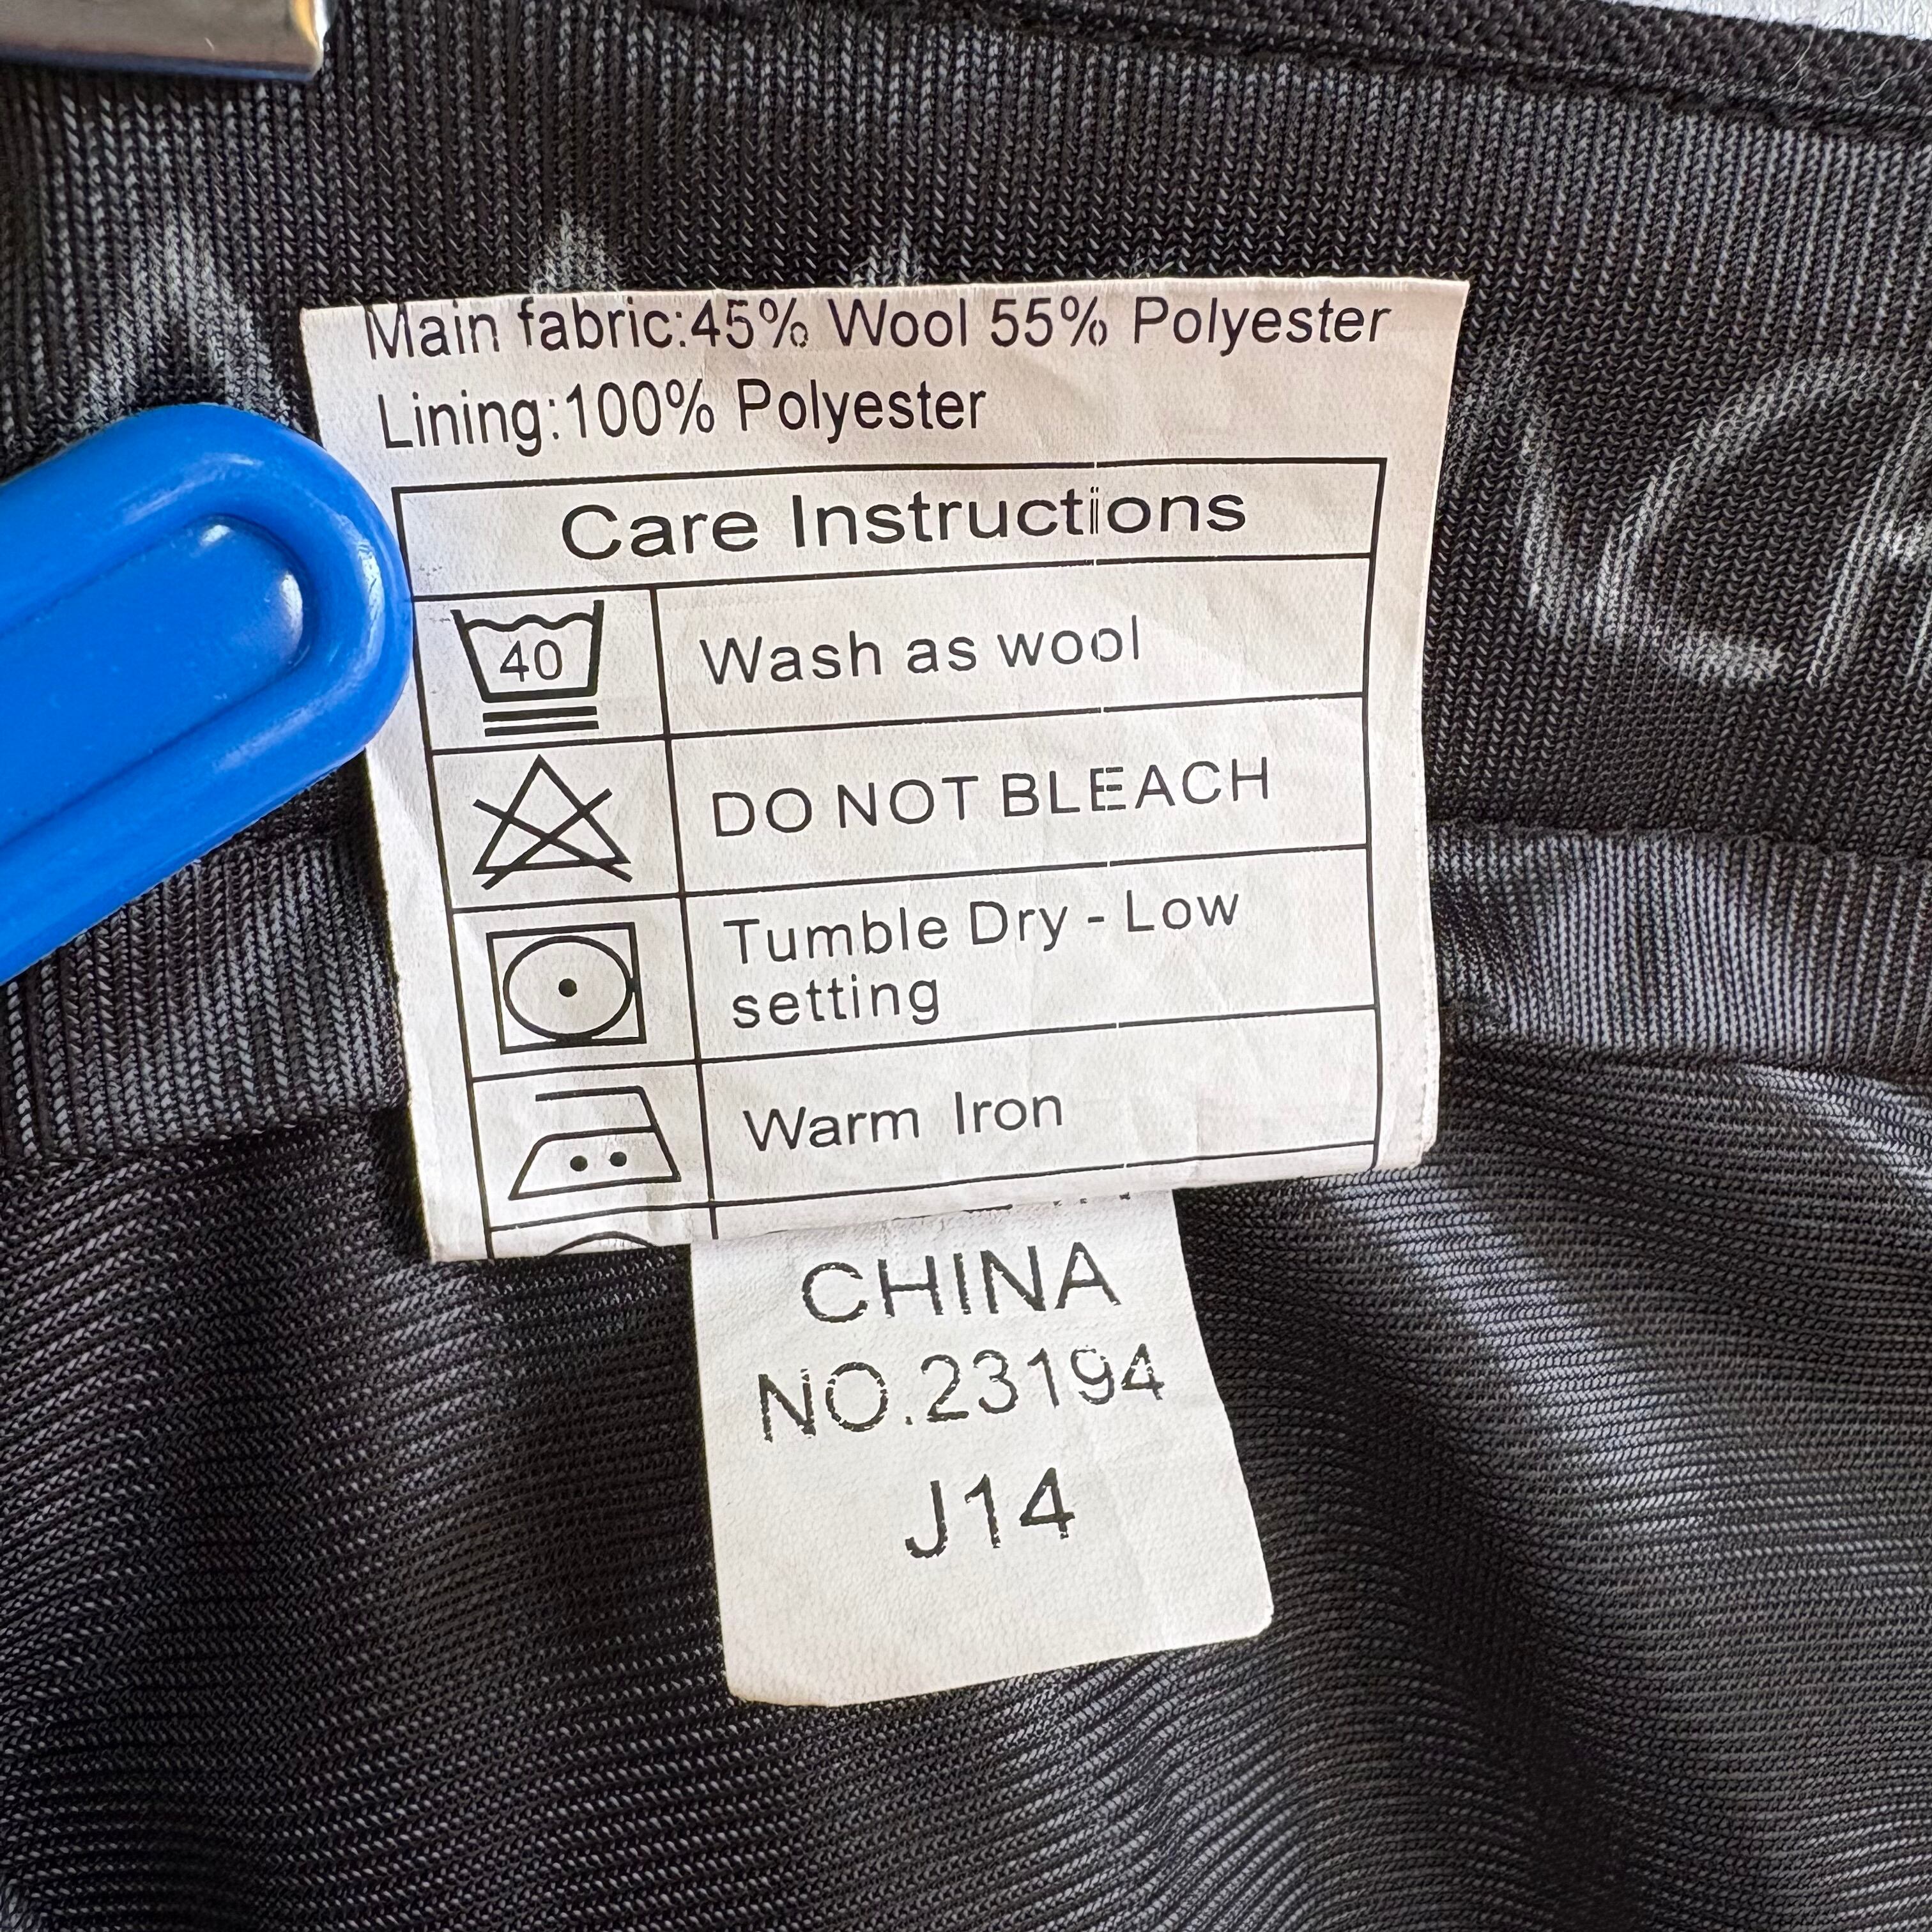 Main fabric:45% Wool 55% Polyester
Lining:100% Polyester
Care Instructions
40
Wash as wool
DO NOT BLEACH
Tumble Dry - Low
setting
Warm Iron
CHINA
NO.23194
J14